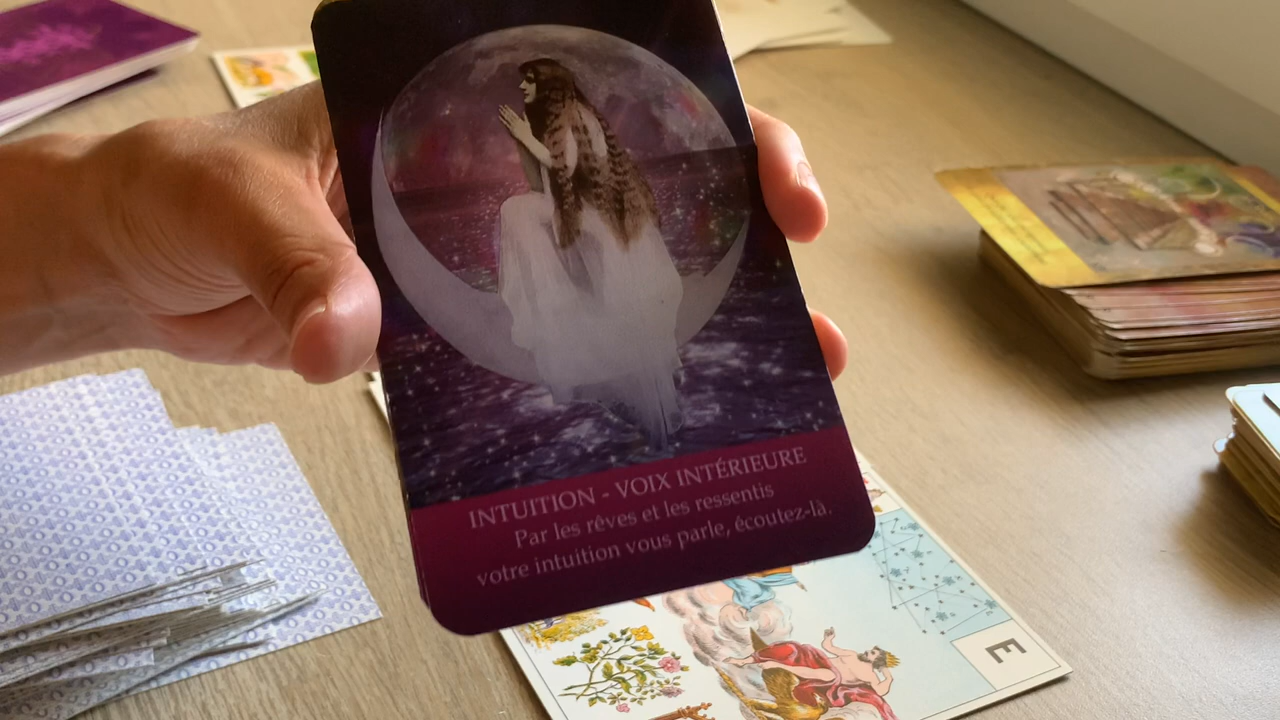 INTUITION - VOIX INTÉRIEURE
Par les rêves et les ressentis
votre intuition vous parle, écoutez-là.
E